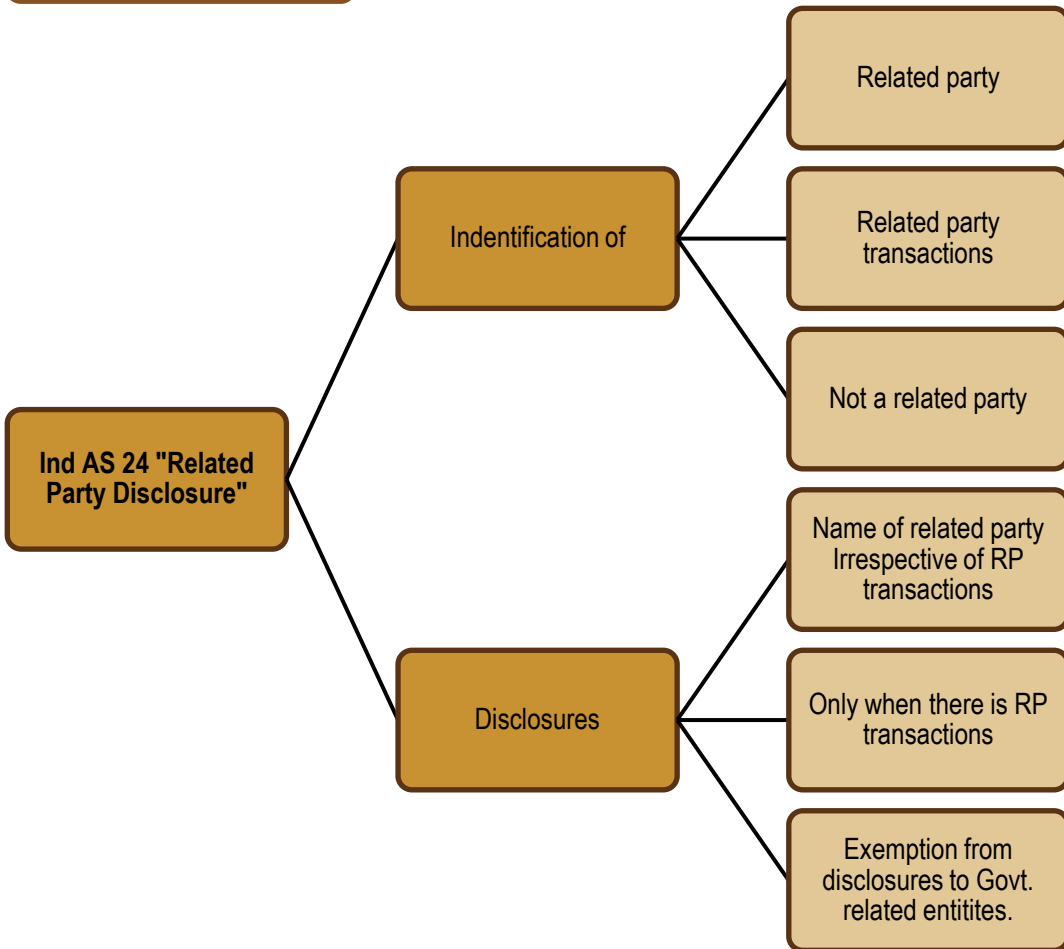 Related party
Indentification of
Related party
transactions
Not a related party
Ind AS 24 "Related
Party Disclosure"
Name of related party
Irrespective of RP
transactions
Disclosures
Only when there is RP
transactions
Exemption from
disclosures to Govt.
related entitites.